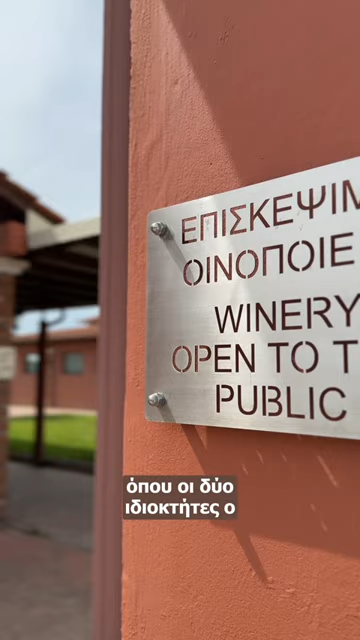 ΕΠΙΣΚΕΨΙΜ
ΟΙΝΟΠΟΙΕ
WINERY
OPEN TO T
PUBLIC
όπου οι δύο
ιδιοκτήτες ο